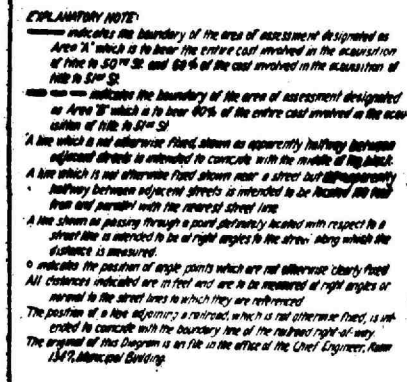 EXPLANATORY NOTE:
indicates the boundary of the area of assessment designated as
Area "A" which is to bear the entire cost involved in the acquisition
of title to 50TH St. and 60% of the cost involved in the acquisition of
title to 51ST St.
indicates the boundary of the area of assessment designated
as Area "B" which is to bear 40% of the entire cost involved in the acqu-
isition of title to 51ST St.
A line which is not otherwise fixed, shown as apparently halfway between
adjacent streets is intended to coincide with the middle of the block.
A line which is not otherwise fixed shown near a street but apparently
halfway between adjacent streets is intended to be located 100 feet
from and parallel with the nearest street line
A line shown as passing through a point definitely located with respect to a
street line is intended to be at right angles to the street along which the
distance is measured.
o indicates the position of angle points which are not otherwise clearly fixed
All distances indicated are in feet and are to be measured at right angles or
normal to the street lines to which they are referenced
The position of a line adjoining a railroad, which is not otherwise fixed, is int-
ended to coincide with the boundary line of the railroad right-of-way.
The original of this Diagram is on file in the office of the Chief Engineer, Room
1347, Municipal Building.